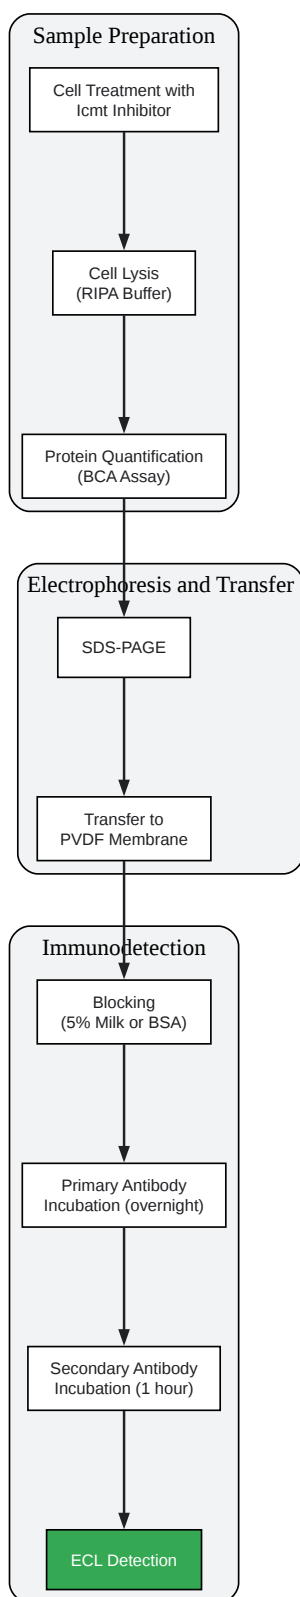 Sample Preparation
Cell Treatment with
Icmt Inhibitor
Cell Lysis
(RIPA Buffer)
Protein Quantification
(BCA Assay)
Electrophoresis and Transfer
SDS-PAGE
Transfer to
PVDF Membrane
Immunodetection
Blocking
(5% Milk or BSA)
Primary Antibody
Incubation (overnight)
Secondary Antibody
Incubation (1 hour)
ECL Detection